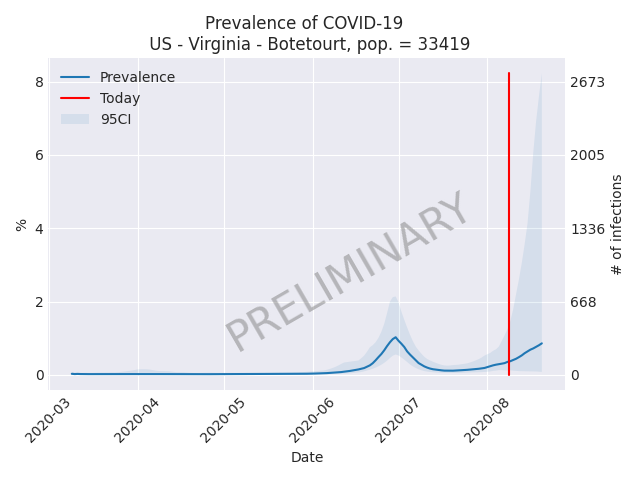 Prevalence of COVID-19
US - Virginia - Botetourt, pop. = 33419
Prevalence
Today
95CI
8
6
4
2
0
%
2673
2005
1336
668
0
# of infections
PRELIMINARY
2020-03
2020-04
2020-05
2020-06
2020-07
2020-08
Date